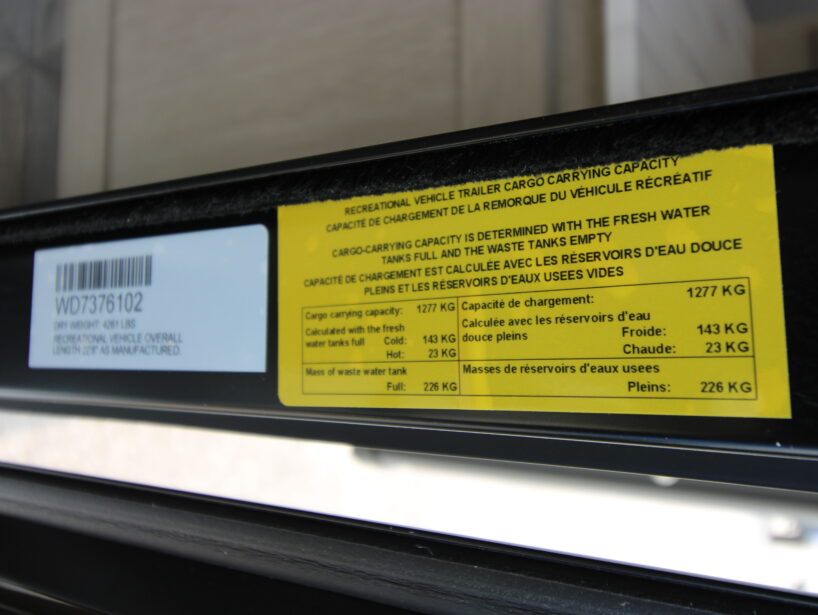 WD7376102
DRY WEIGHT: 4261 LBS
RECREATIONAL VEHICLE OVERALL
LENGTH AS MANUFACTURED.
RECREATIONAL VEHICLE TRAILER CARGO CARRYING CAPACITY
CAPACITÉ DE CHARGEMENT DE LA REMORQUE DU VÉHICULE RÉCRÉATIF
CARGO-CARRYING CAPACITY IS DETERMINED WITH THE FRESH WATER
TANKS FULL AND THE WASTE TANKS EMPTY
CAPACITÉ DE CHARGEMENT EST CALCULÉE AVEC LES RÉSERVOIRS D'EAU DOUCE
PLEINS ET LES RÉSERVOIRS D'EAUX USEES VIDES
Cargo carrying capacity: 1277 KG
Calculated with the fresh
water tanks full Cold: 143 KG
Hot: 23 KG
Mass of waste water tank
Full: 226 KG
Capacité de chargement: 1277 KG
Calculée avec les réservoirs d'eau
douce pleins Froide: 143 KG
Chaude: 23 KG
Masses de réservoirs d'eaux usees
Pleins: 226 KG